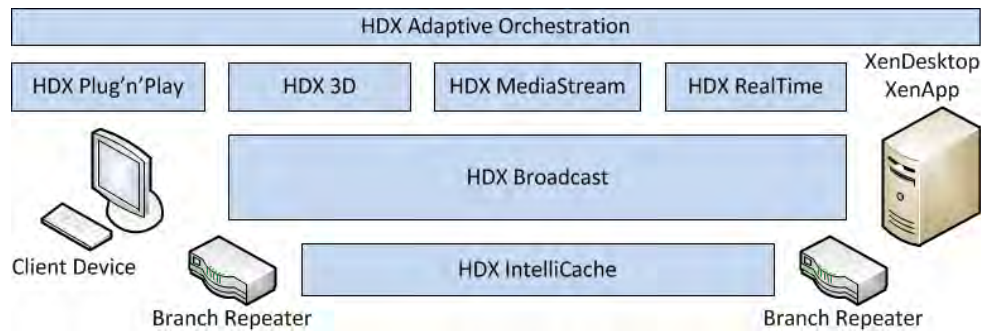 HDX Adaptive Orchestration
HDX Plug'n'Play
HDX 3D
HDX MediaStream
HDX RealTime
XenDesktop
XenApp
HDX Broadcast
Client Device
HDX IntelliCache
Branch Repeater
Branch Repeater